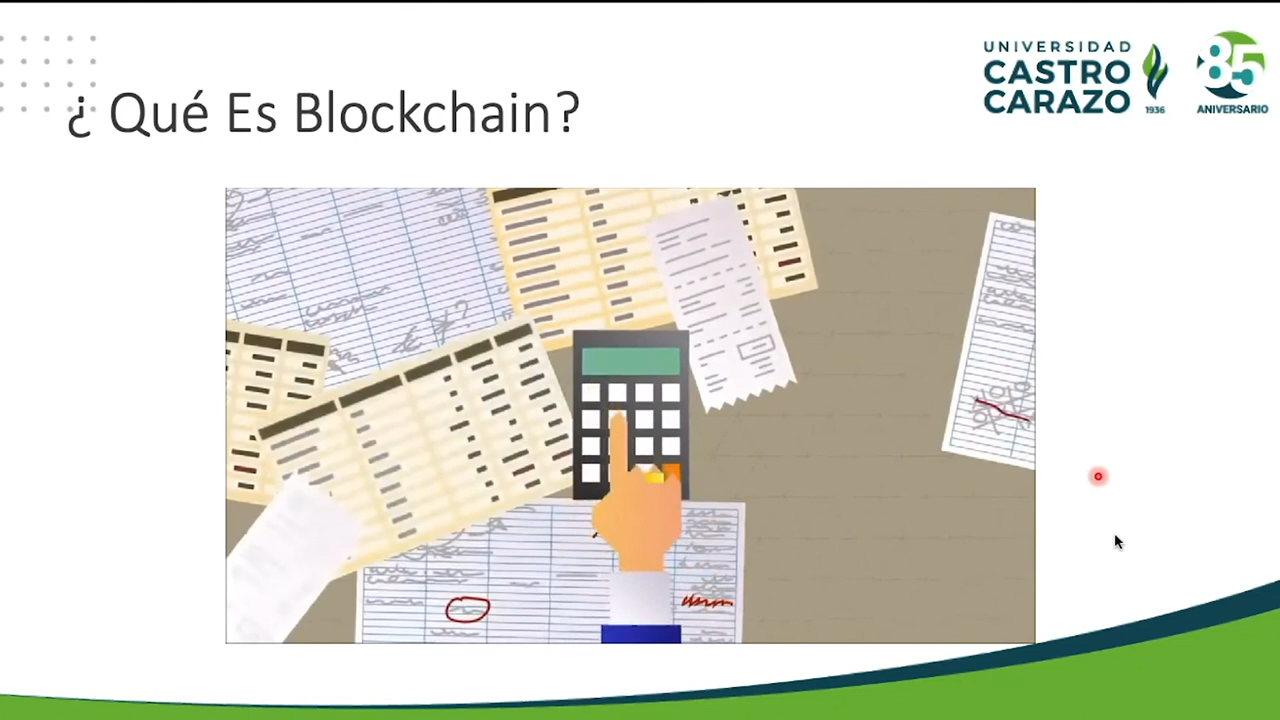 ¿ Qué Es Blockchain?
UNIVERSIDAD
CASTRO
CARAZO
1936
85
ANIVERSARIO